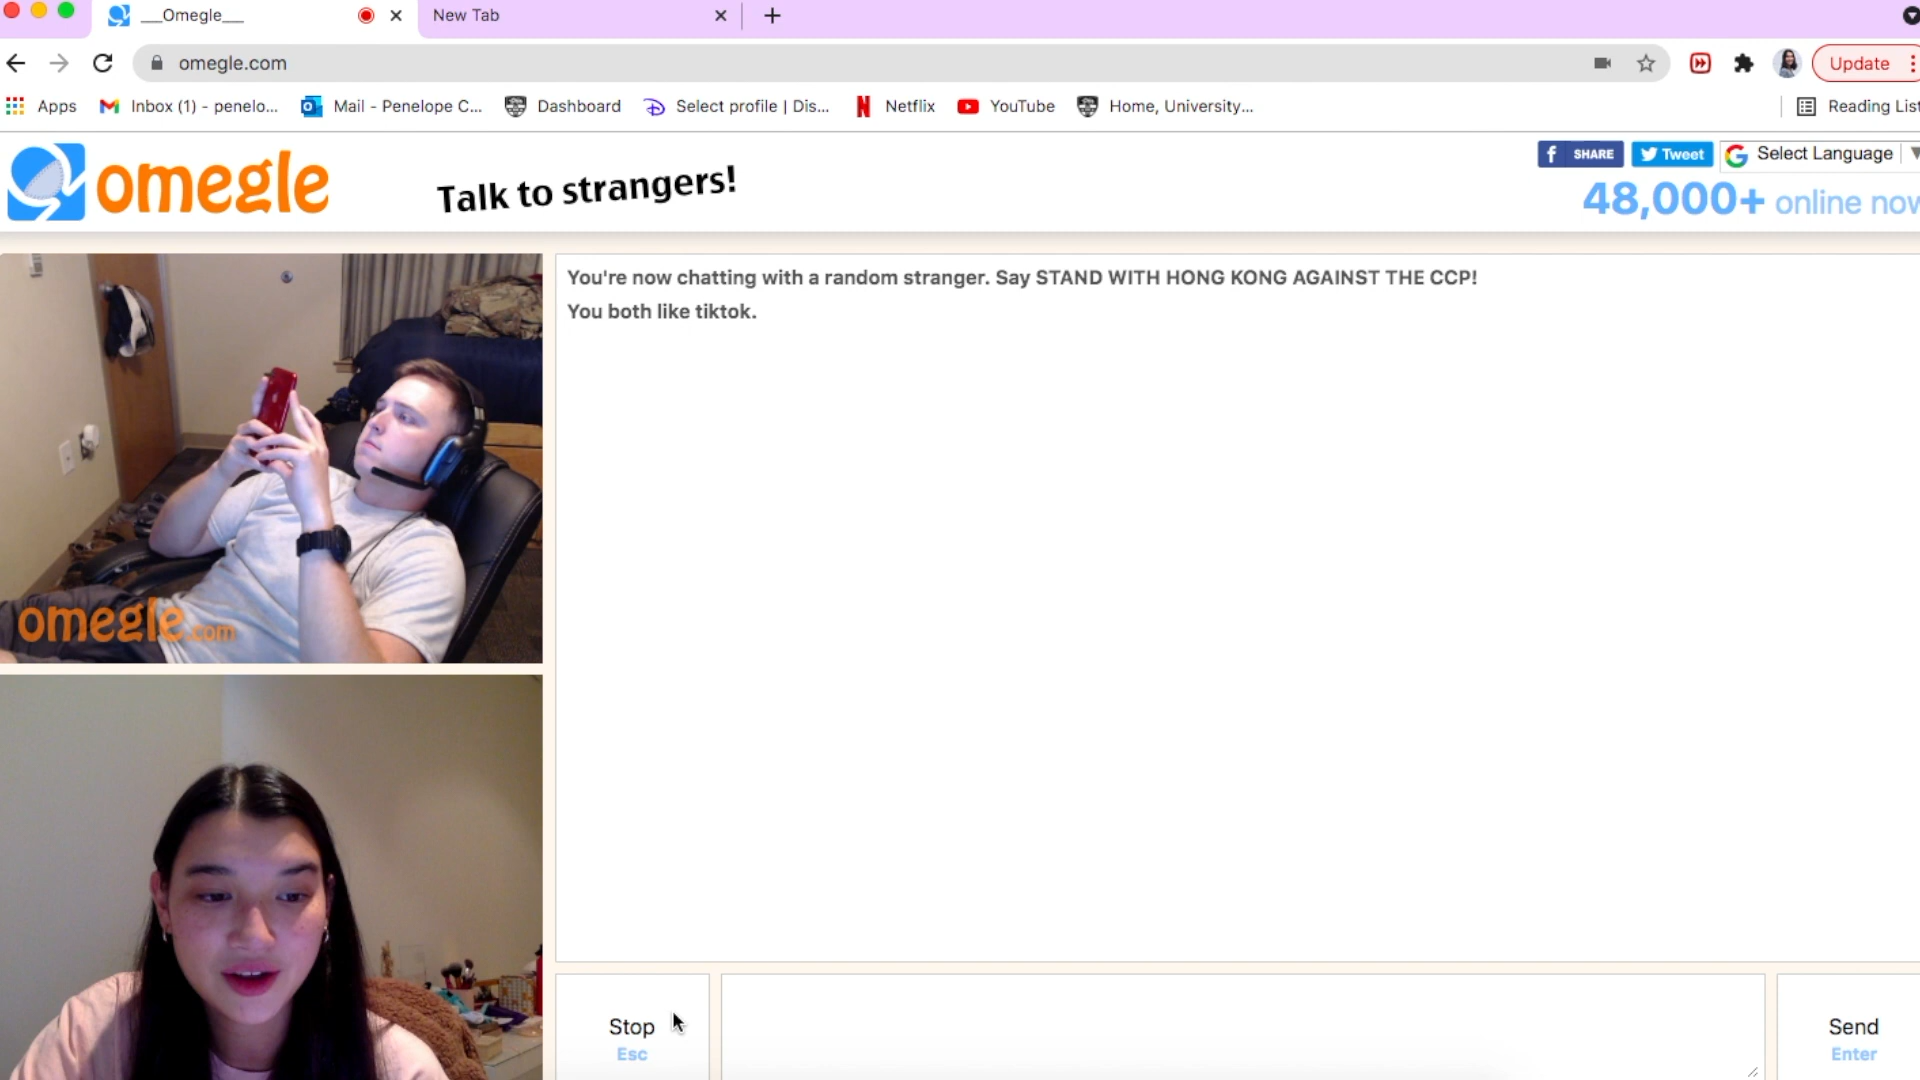 ___Omegle___
New Tab
omegle.com
Update
Apps
Inbox (1) - penelo...
Mail - Penelope C...
Dashboard
Select profile | Dis...
Netflix
YouTube
Home, University...
Reading List
omegle
Talk to strangers!
f SHARE
Tweet
G Select Language
48,000+ online now
You're now chatting with a random stranger. Say STAND WITH HONG KONG AGAINST THE CCP!
You both like tiktok.
omegle.com
Stop
Esc
Send
Enter